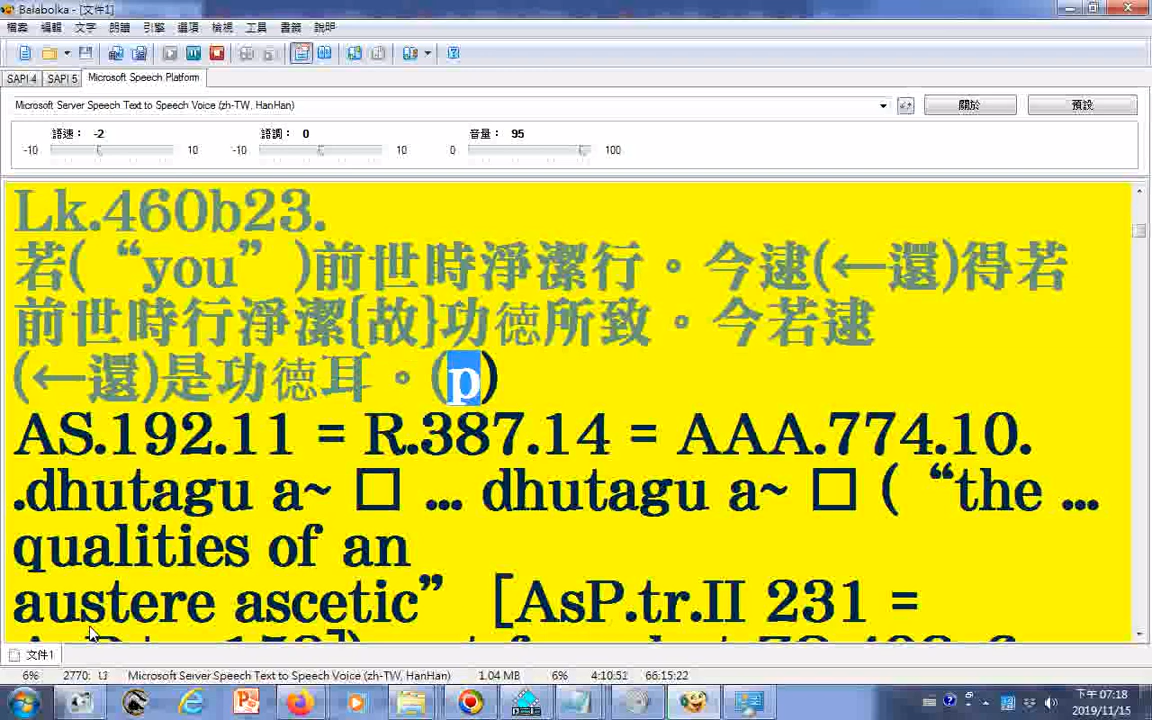 Balabolka - [文件1]
檔案 編輯 文字 朗讀 引擎 選項 檢視 工具 書籤 說明
SAPI 4 SAPI 5 Microsoft Speech Platform
Microsoft Server Speech Text to Speech Voice (zh-TW, HanHan) 關於 預設
語速： -2 語調： 0 音量： 95
-10 10 -10 10 0 100
Lk.460b23.
若(“you”)前世時淨潔行。今逮(←還)得若
前世時行淨潔{故}功德所致。今若逮
(←還)是功德耳。(p)
AS.192.11 = R.387.14 = AAA.774.10.
.dhutagu a~ □ ... dhutagu a~ □ (“the ...
qualities of an
austere ascetic” [AsP.tr.II 231 =
文件1
6% 2770: Microsoft Server Speech Text to Speech Voice (zh-TW, HanHan) 1.04 MB 6% 4:10:51 66:15:22
下午 07:18
2019/11/15